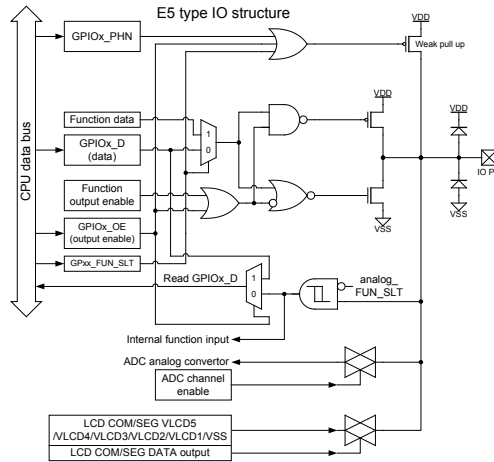 E5 type IO structure
VDD
GPIOx_PHN
Weak pull up
CPU data bus
Function data
VDD
VDD
1
0
GPIOx_D
(data)
IO P
Function
output enable
VSS
VSS
GPIOx_OE
(output enable)
GPxx_FUN_SLT
Read GPIOx_D
1
0
analog_
FUN_SLT
Internal function input
ADC analog convertor
ADC channel
enable
LCD COM/SEG VLCD5
/VLCD4/VLCD3/VLCD2/VLCD1/VSS
LCD COM/SEG DATA output